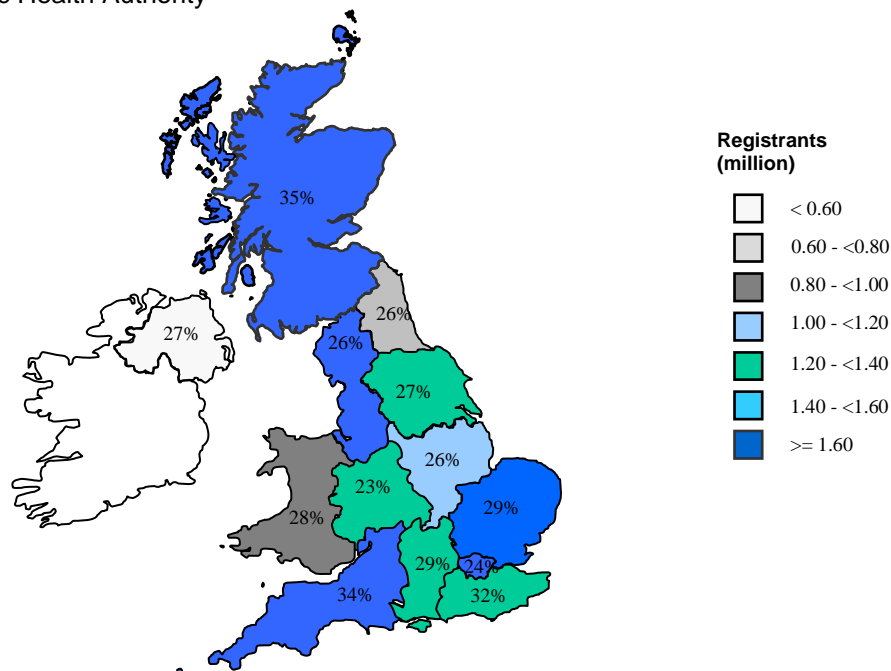 Health Authority
Registrants
(million)
< 0.60
0.60 - <0.80
0.80 - <1.00
1.00 - <1.20
1.20 - <1.40
1.40 - <1.60
>= 1.60
35%
26%
27%
26%
27%
26%
23%
29%
28%
29%
24%
34%
32%